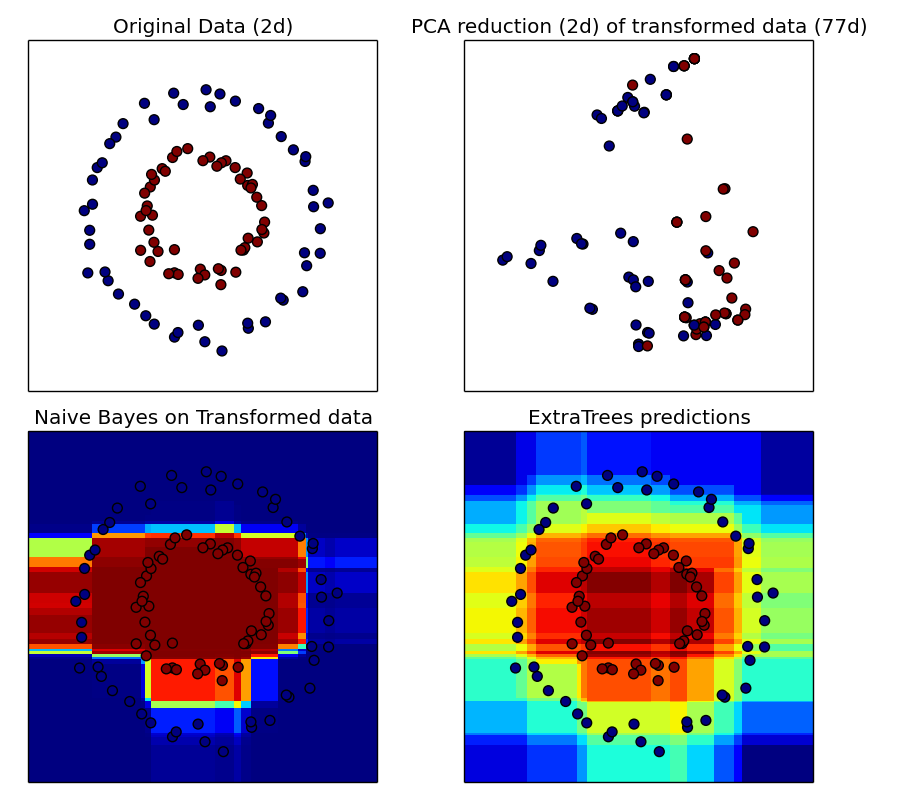 Original Data (2d)
PCA reduction (2d) of transformed data (77d)
Naive Bayes on Transformed data
ExtraTrees predictions